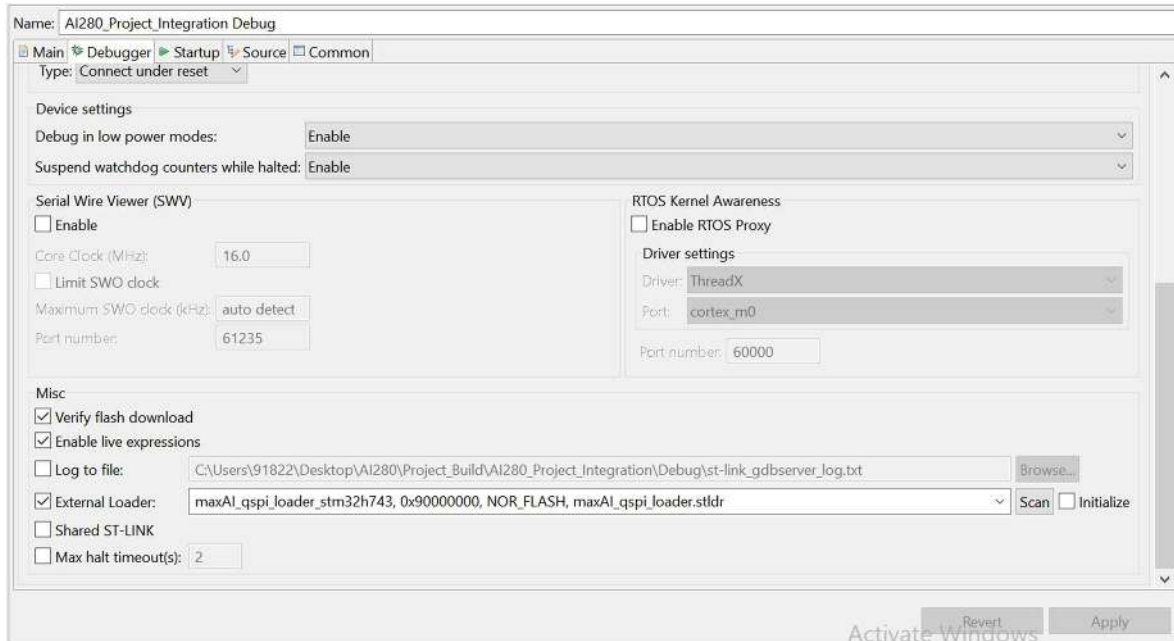 Name: AI280_Project_Integration Debug
Main Debugger Startup Source Common
Type: Connect under reset
Device settings
Debug in low power modes: Enable
Suspend watchdog counters while halted: Enable
Serial Wire Viewer (SWV)
Enable
Core Clock (MHz): 16.0
Limit SWO clock
Maximum SWO clock (kHz): auto detect
Port number: 61235
RTOS Kernel Awareness
Enable RTOS Proxy
Driver settings
Driver: ThreadX
Port: cortex_m0
Port number: 60000
Misc
Verify flash download
Enable live expressions
Log to file: C:\Users\91822\Desktop\AI280\Project_Build\AI280_Project_Integration\Debug\st-link_gdbserver_log.txt Browse...
External Loader: maxAI_qspi_loader_stm32h743, 0x90000000, NOR_FLASH, maxAI_qspi_loader.stldr Scan Initialize
Shared ST-LINK
Max halt timeout(s): 2
Revert Apply
Activate Windows